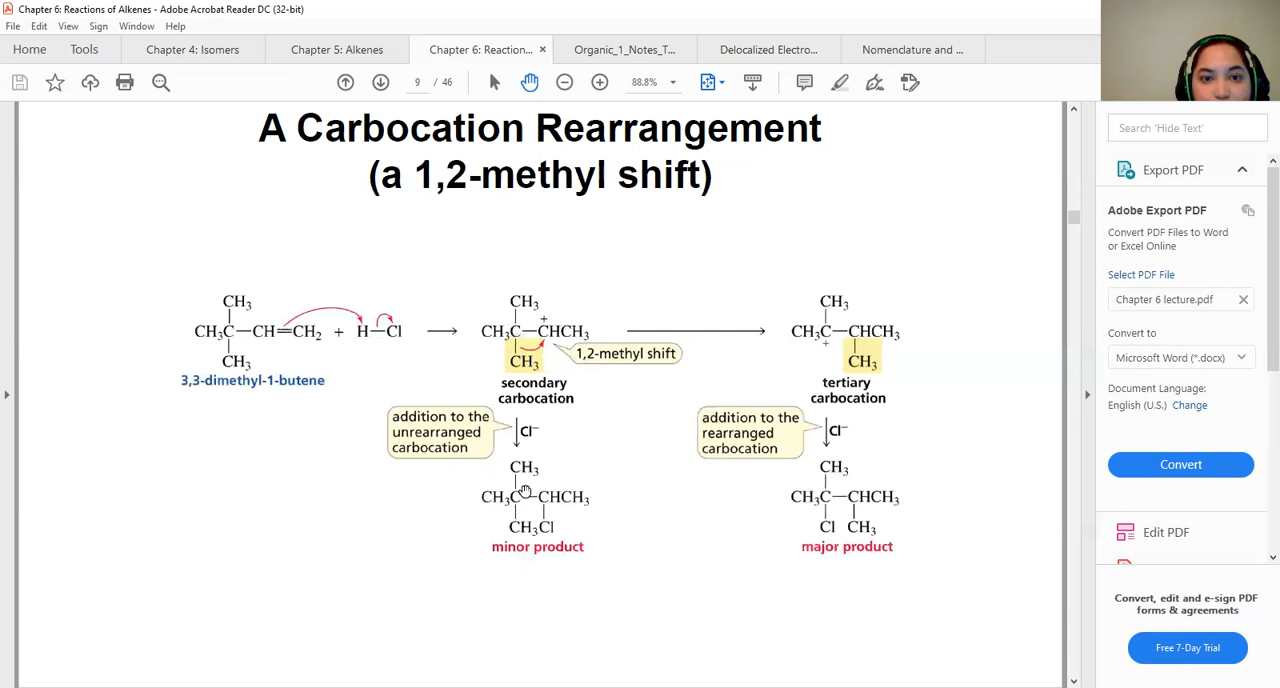 Chapter 6: Reactions of Alkenes - Adobe Acrobat Reader DC (32-bit)
File Edit View Sign Window Help
Home Tools Chapter 4: Isomers Chapter 5: Alkenes Chapter 6: Reaction... × Organic_1_Notes_T... Delocalized Electro... Nomenclature and ...
9 / 46 88.8%
A Carbocation Rearrangement
(a 1,2-methyl shift)
CH₃ CH₃ CH₃
CH₃C—CH=CH₂ + H—Cl CH₃C—CHCH₃ CH₃C—CHCH₃
+ +
CH₃ CH₃ 1,2-methyl shift CH₃
3,3-dimethyl-1-butene
secondary
carbocation
tertiary
carbocation
addition to the
unrearranged
carbocation
Cl⁻
addition to the
rearranged
carbocation
Cl⁻
CH₃ CH₃
CH₃C—CHCH₃ CH₃C—CHCH₃
CH₃Cl Cl CH₃
minor product major product
Search 'Hide Text'
Export PDF
Adobe Export PDF
Convert PDF Files to Word
or Excel Online
Select PDF File
Chapter 6 lecture.pdf ×
Convert to
Microsoft Word (*.docx)
Document Language:
English (U.S.) Change
Convert
Edit PDF
Convert, edit and e-sign PDF
forms & agreements
Free 7-Day Trial